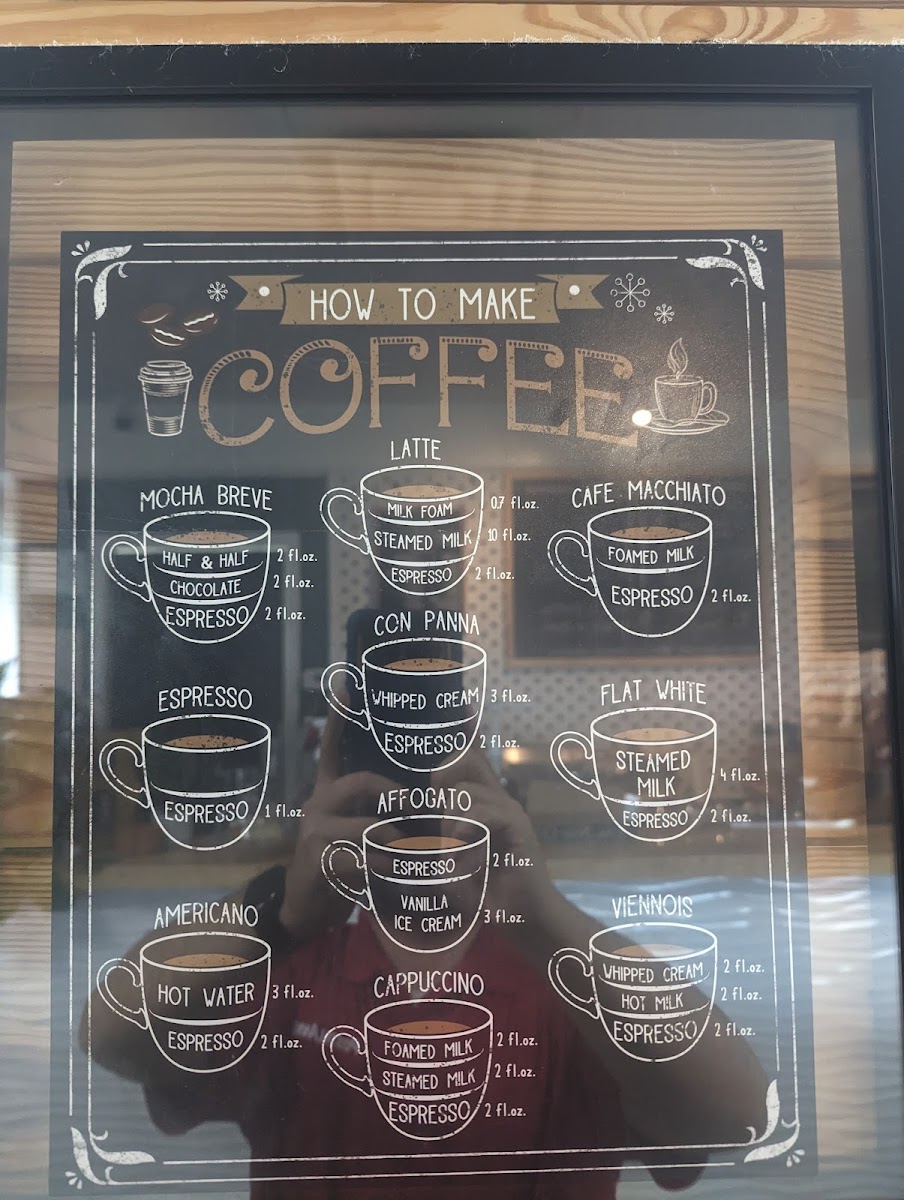 HOW TO MAKE
COFFEE
LATTE
MILK FOAM 0.7 fl.oz.
STEAMED MILK 10 fl.oz.
ESPRESSO 2 fl.oz.
MOCHA BREVE
HALF & HALF 2 fl.oz.
CHOCOLATE 2 fl.oz.
ESPRESSO 2 fl.oz.
CAFE MACCHIATO
FOAMED MILK
ESPRESSO 2 fl.oz.
CON PANNA
WHIPPED CREAM 3 fl.oz.
ESPRESSO 2 fl.oz.
ESPRESSO
ESPRESSO 1 fl.oz.
FLAT WHITE
STEAMED
MILK 4 fl.oz.
ESPRESSO 2 fl.oz.
AFFOGATO
ESPRESSO 2 fl.oz.
VANILLA
ICE CREAM 3 fl.oz.
AMERICANO
HOT WATER 3 fl.oz.
ESPRESSO 2 fl.oz.
VIENNOIS
WHIPPED CREAM 2 fl.oz.
HOT MILK 2 fl.oz.
ESPRESSO 2 fl.oz.
CAPPUCCINO
FOAMED MILK 2 fl.oz.
STEAMED MILK 2 fl.oz.
ESPRESSO 2 fl.oz.